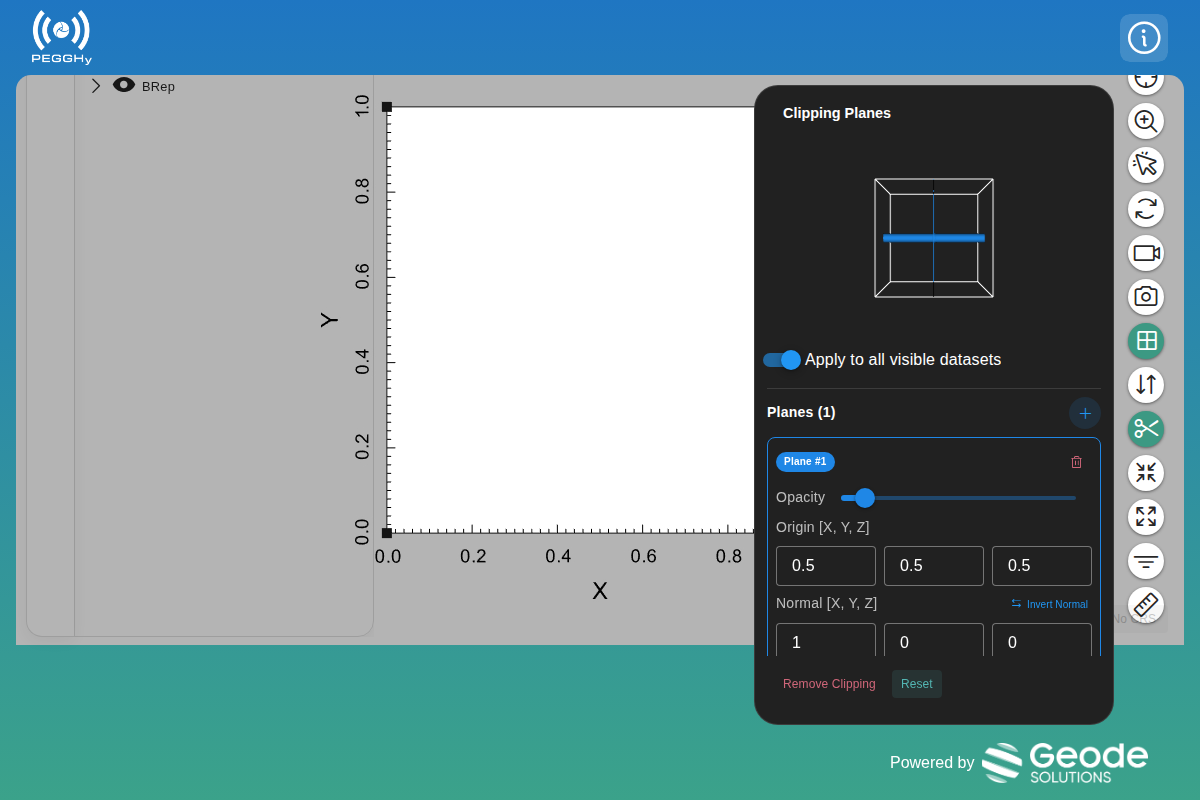 PEGGHy
BRep
1.0
0.8
0.6
0.4
0.2
0.0
Y
0.0
0.2
0.4
0.6
0.8
X
Clipping Planes
Apply to all visible datasets
Planes (1)
Plane #1
Opacity
Origin [X, Y, Z]
0.5 0.5 0.5
Normal [X, Y, Z] Invert Normal
1 0 0
Remove Clipping Reset
No CRS
Powered by Geode
SOLUTIONS